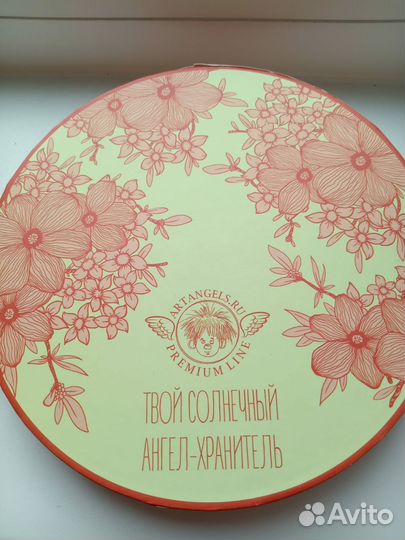 ARTANGELS.RU
PREMIUM LINE
ТВОЙ СОЛНЕЧНЫЙ
АНГЕЛ-ХРАНИТЕЛЬ
Avito